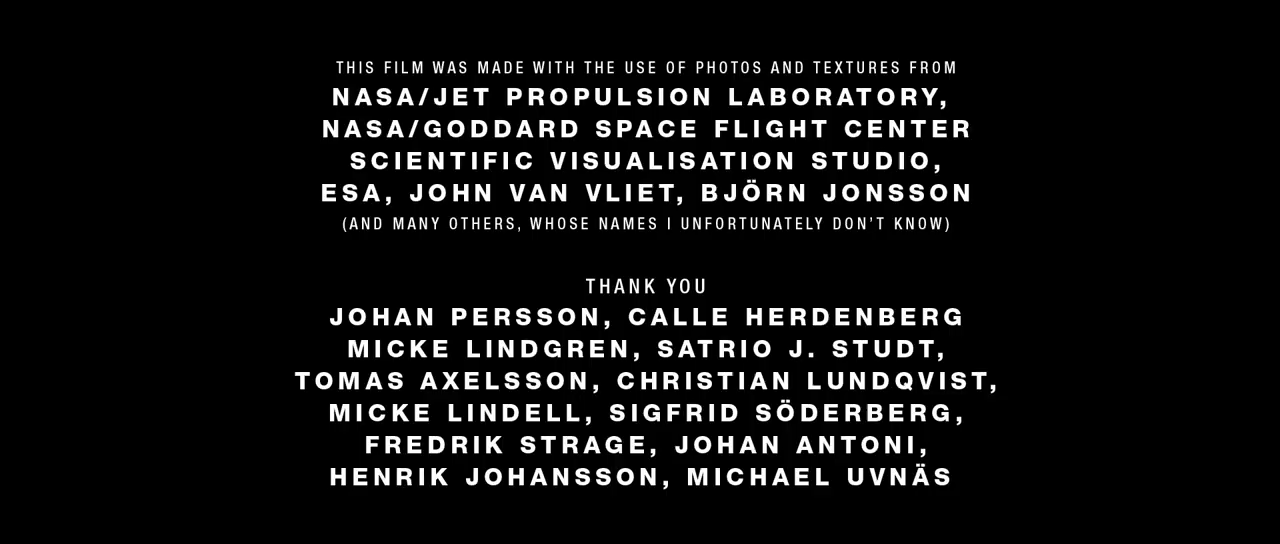 THIS FILM WAS MADE WITH THE USE OF PHOTOS AND TEXTURES FROM
NASA/JET PROPULSION LABORATORY,
NASA/GODDARD SPACE FLIGHT CENTER
SCIENTIFIC VISUALISATION STUDIO,
ESA, JOHN VAN VLIET, BJÖRN JONSSON
(AND MANY OTHERS, WHOSE NAMES I UNFORTUNATELY DON’T KNOW)
THANK YOU
JOHAN PERSSON, CALLE HERDENBERG
MICKE LINDGREN, SATRIO J. STUDT,
TOMAS AXELSSON, CHRISTIAN LUNDQVIST,
MICKE LINDELL, SIGFRID SÖDERBERG,
FREDRIK STRAGE, JOHAN ANTONI,
HENRIK JOHANSSON, MICHAEL UVNÄS